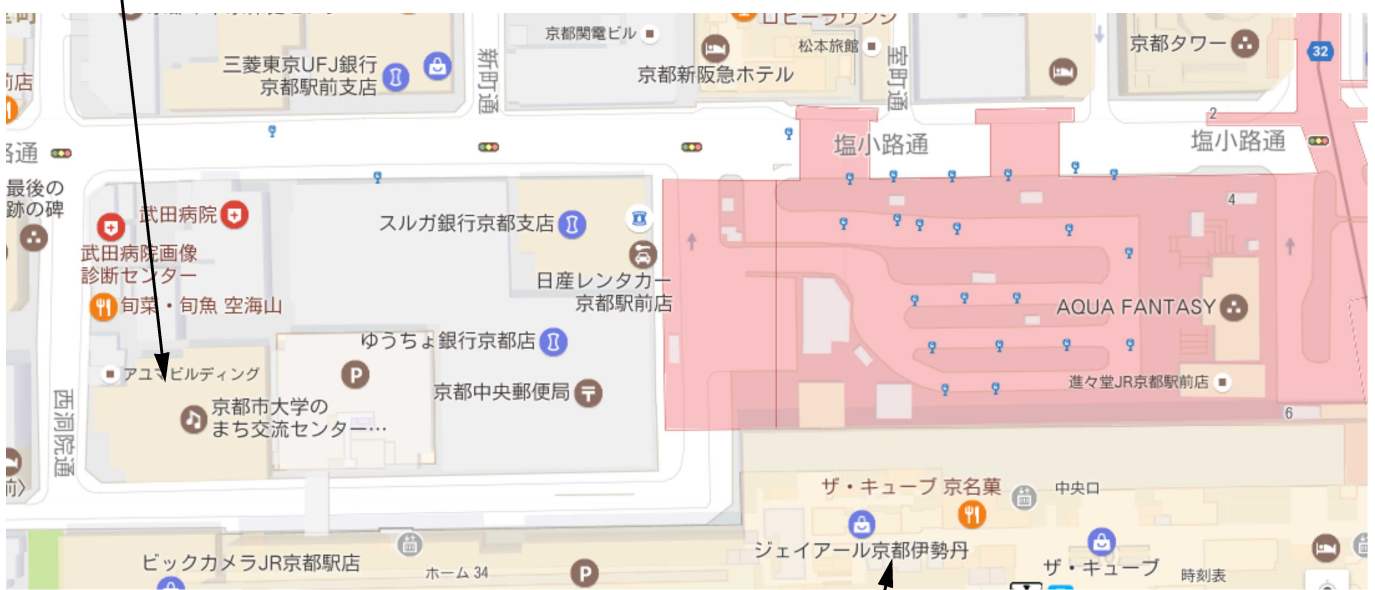 京都関電ビル
ロビーラウンジ
松本旅館
京都タワー
32
三菱東京UFJ銀行
京都駅前支店
新町通
京都新阪急ホテル
室町通
前店
2
塩小路通
塩小路通
路通
最後の
跡の碑
武田病院
武田病院画像
診断センター
旬菜・旬魚 空海山
スルガ銀行京都支店
日産レンタカー
京都駅前店
4
AQUA FANTASY
ゆうちょ銀行京都店
P
アユマビルディング
京都中央郵便局
進々堂JR京都駅前店
京都市大学の
まち交流センター…
6
西洞院通
前〉
ザ・キューブ 京名菓
中央口
ジェイアール京都伊勢丹
ビックカメラJR京都駅店
ホーム 34
P
ザ・キューブ
時刻表